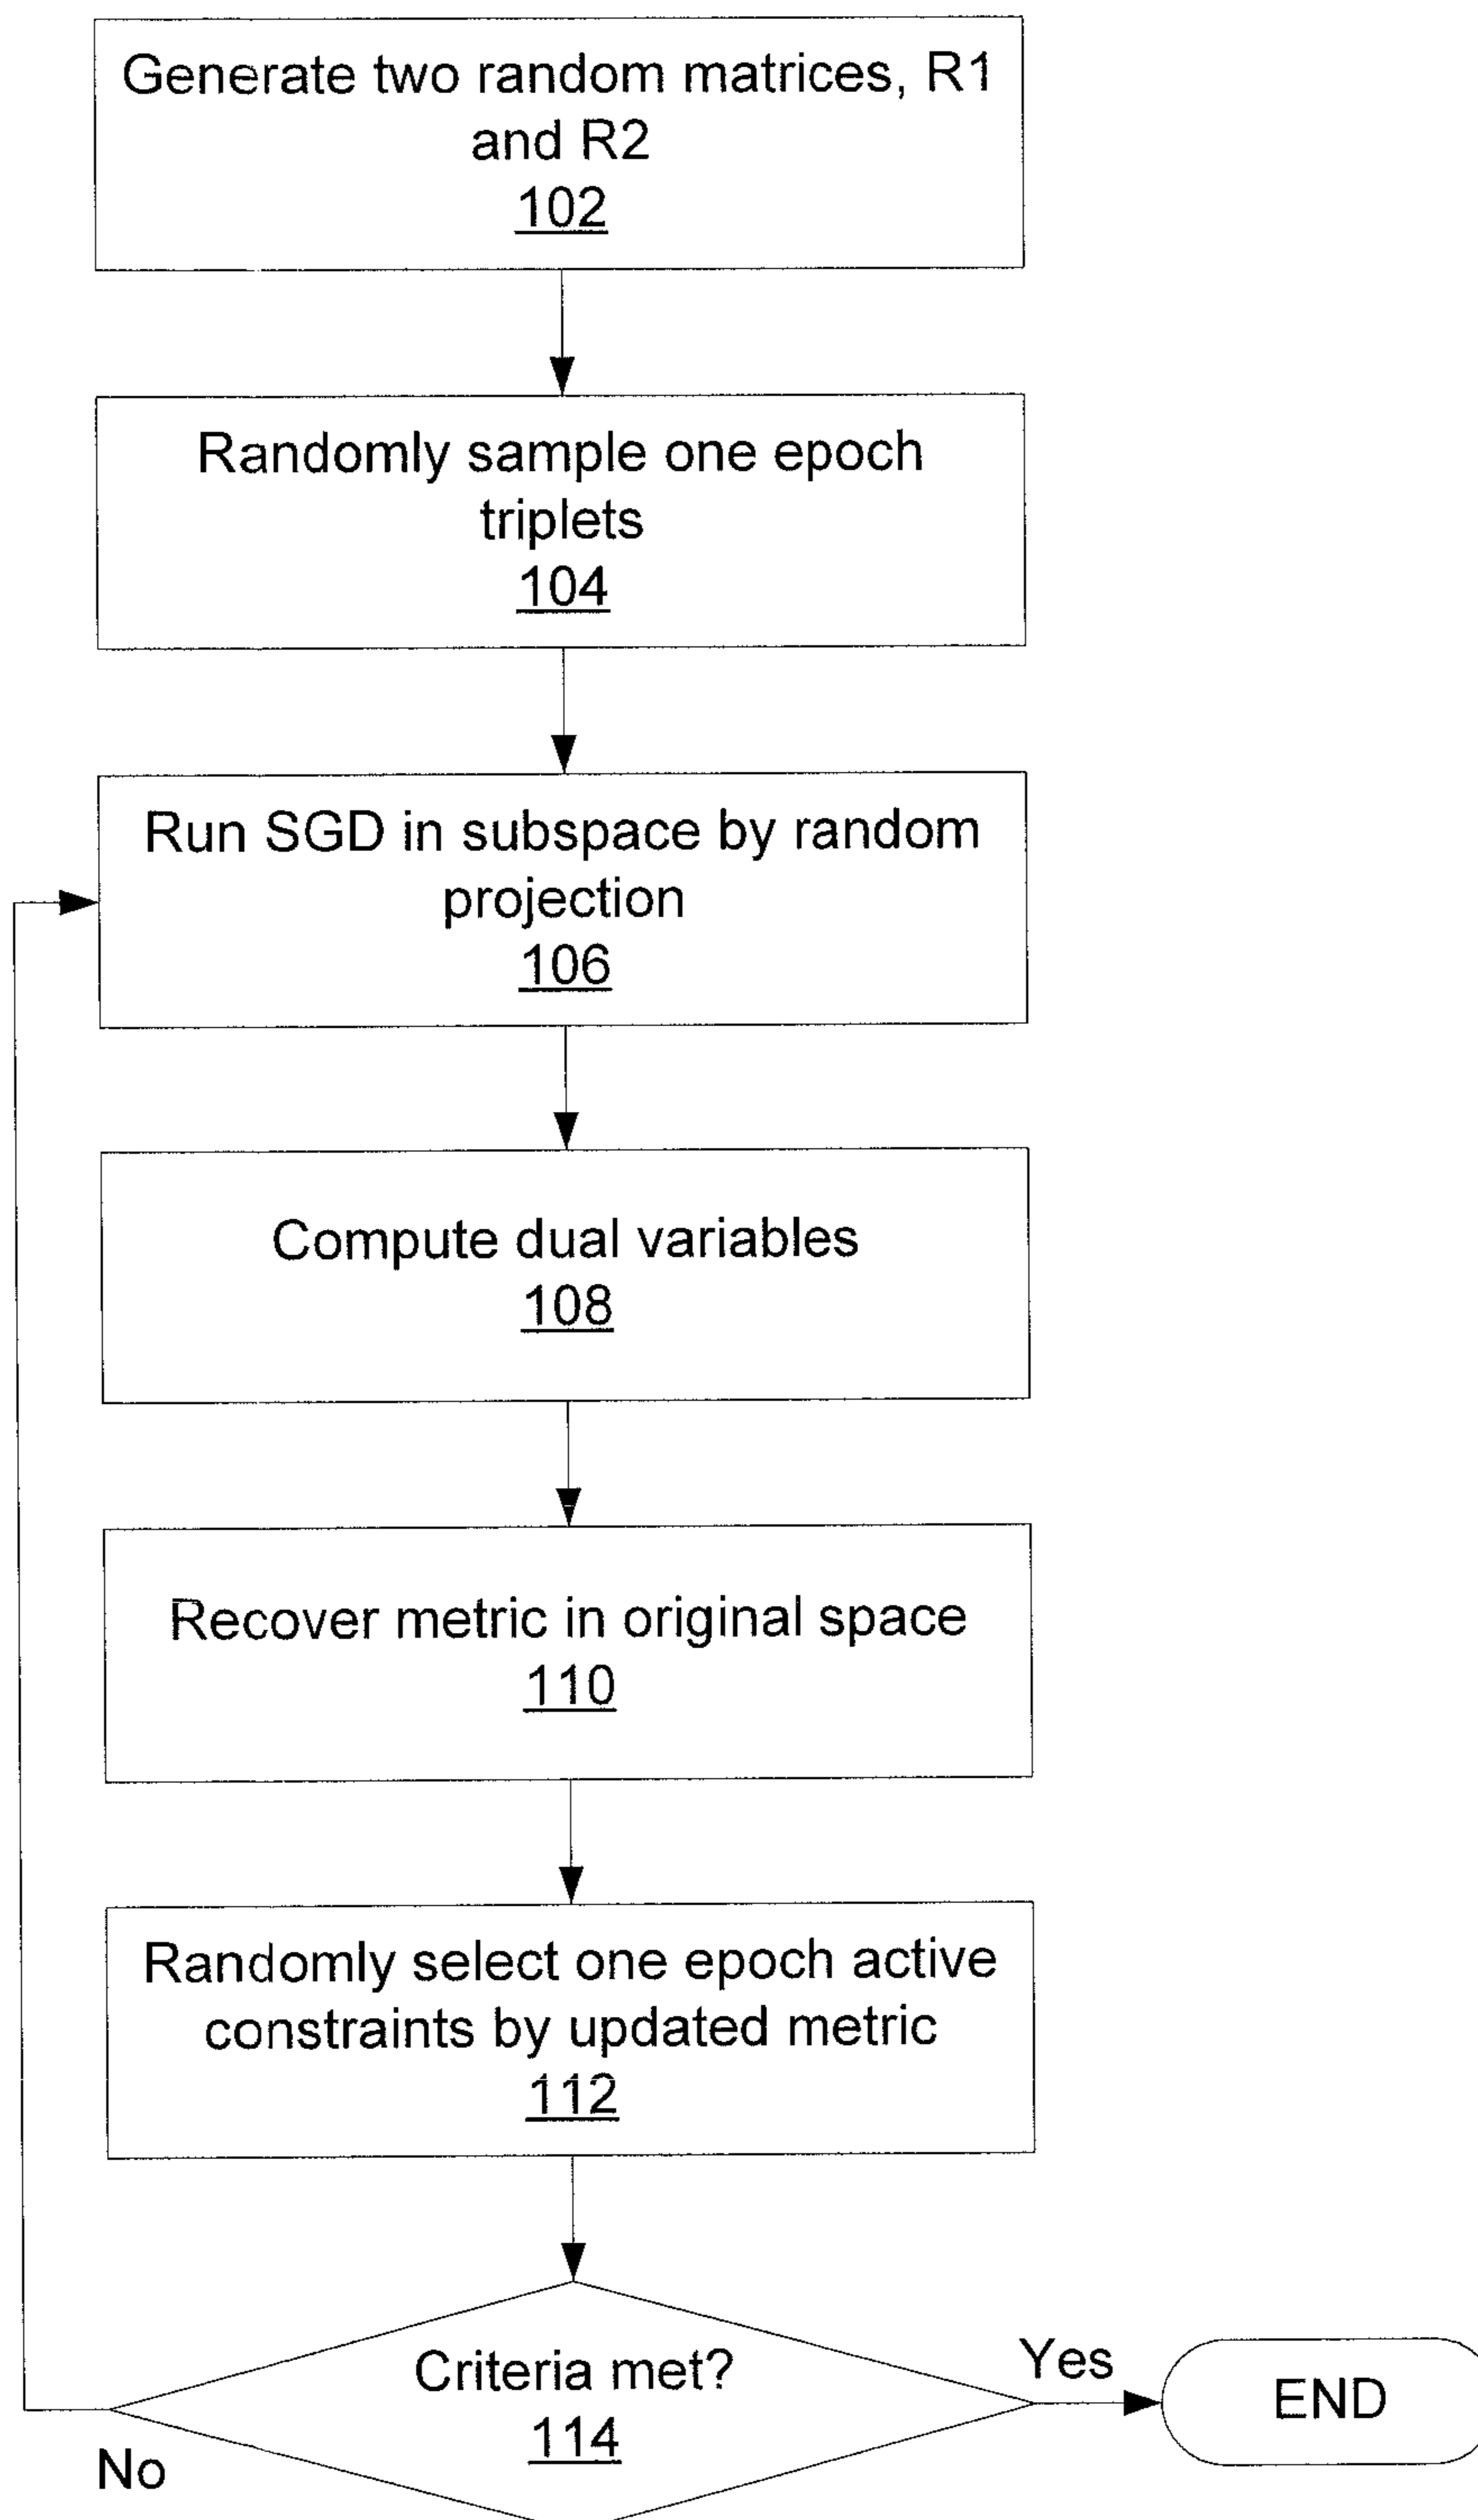 Generate two random matrices, R1
and R2
102
Randomly sample one epoch
triplets
104
Run SGD in subspace by random
projection
106
Compute dual variables
108
Recover metric in original space
110
Randomly select one epoch active
constraints by updated metric
112
Criteria met?
114
Yes
END
No